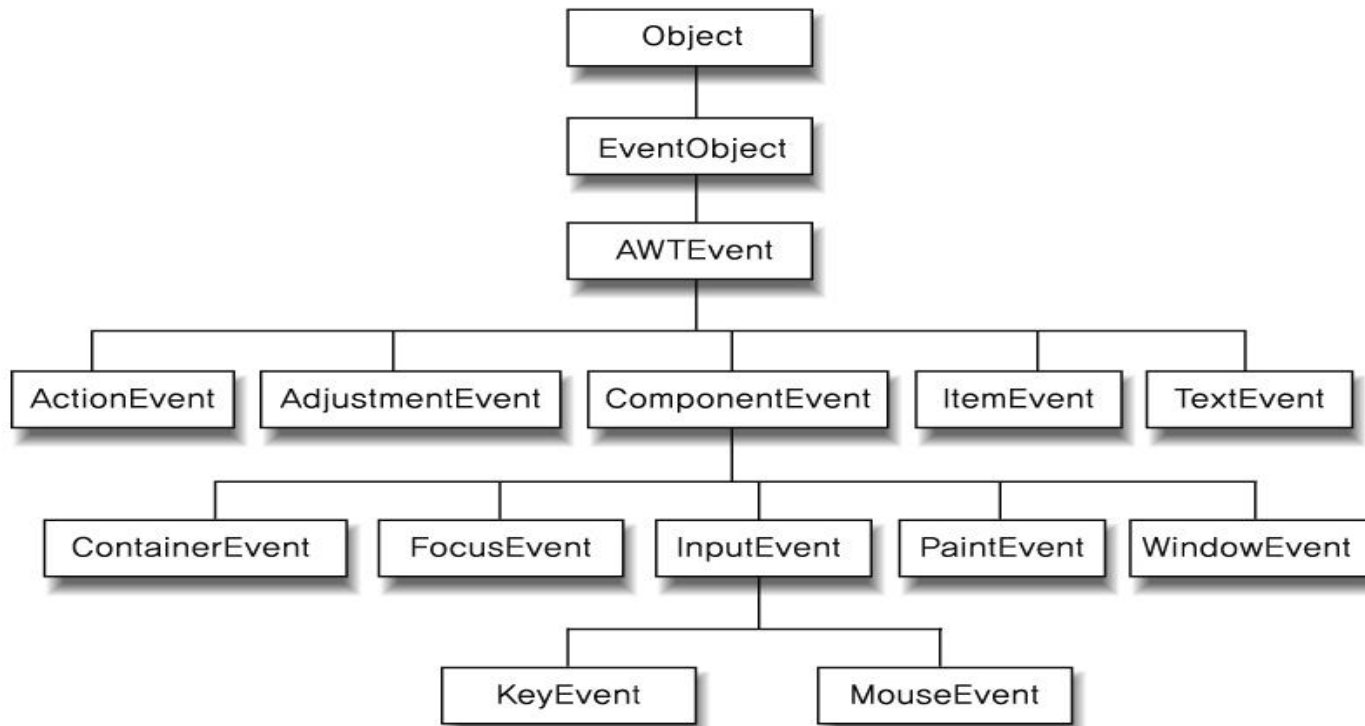 Object
EventObject
AWTEvent
ActionEvent AdjustmentEvent ComponentEvent ItemEvent TextEvent
ContainerEvent FocusEvent InputEvent PaintEvent WindowEvent
KeyEvent MouseEvent